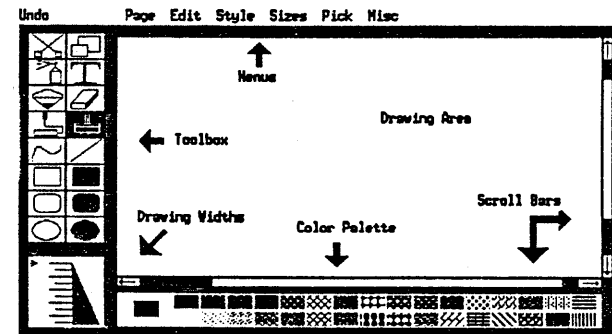 Undo Page Edit Style Sizes Pick Misc
Menus
Drawing Area
Toolbox
Scroll Bars
Drawing Widths
Color Palette